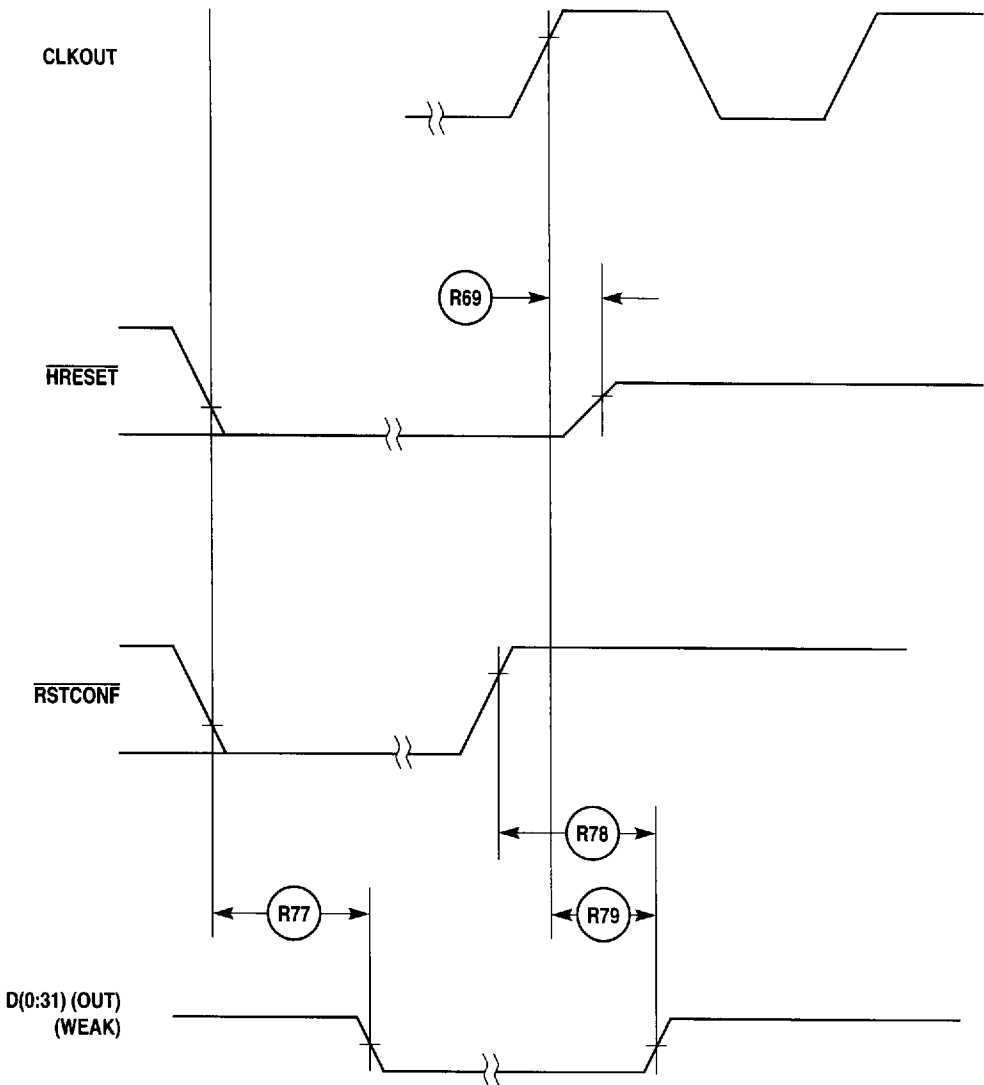 CLKOUT
R69
HRESET
RSTCONF
R78
R77
R79
D(0:31) (OUT)
(WEAK)